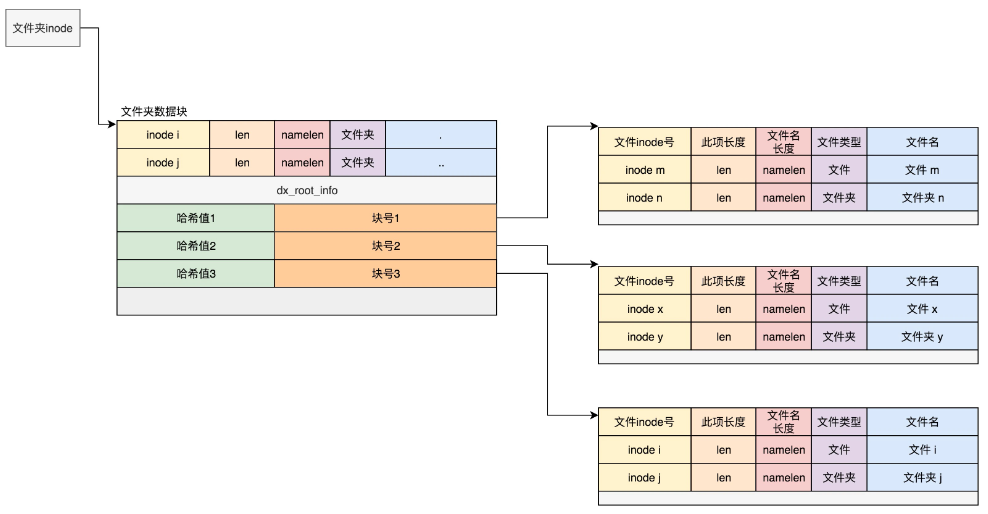 文件夹inode
文件夹数据块
inode i len namelen 文件夹 .
inode j len namelen 文件夹 ..
dx_root_info
哈希值1 块号1
哈希值2 块号2
哈希值3 块号3
文件inode号 此项长度 文件名长度 文件类型 文件名
inode m len namelen 文件 文件 m
inode n len namelen 文件夹 文件夹 n
文件inode号 此项长度 文件名长度 文件类型 文件名
inode x len namelen 文件 文件 x
inode y len namelen 文件夹 文件夹 y
文件inode号 此项长度 文件名长度 文件类型 文件名
inode i len namelen 文件 文件 i
inode j len namelen 文件夹 文件夹 j